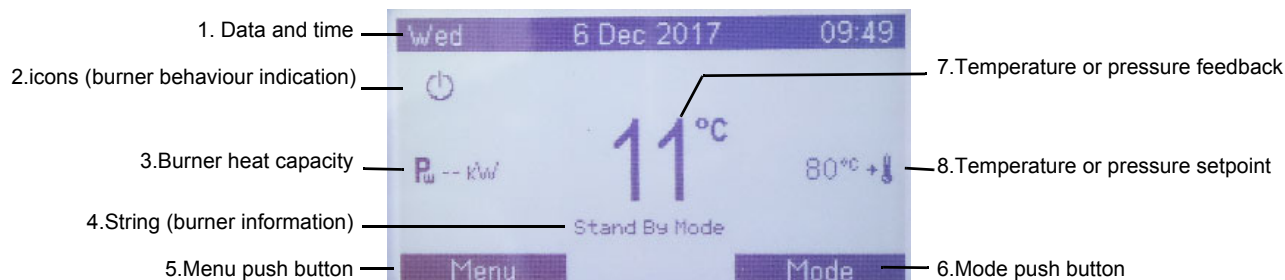 1. Data and time
Wed 6 Dec 2017 09:49
2.icons (burner behaviour indication)
7.Temperature or pressure feedback
11°C
3.Burner heat capacity
Pw -- kW
80°C
8.Temperature or pressure setpoint
4.String (burner information)
Stand By Mode
5.Menu push button
Menu
Mode
6.Mode push button